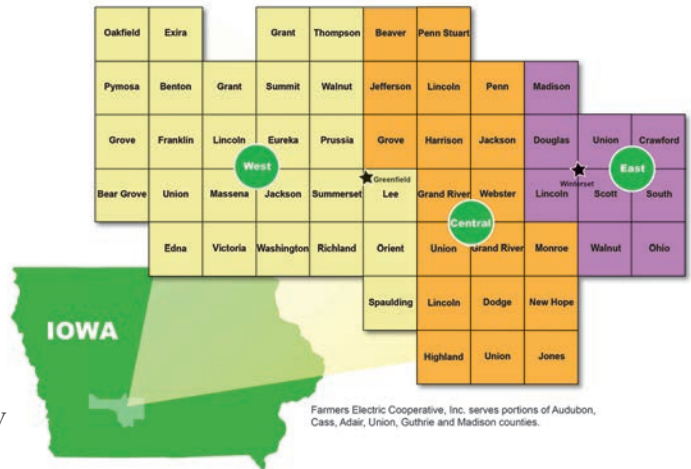 Oakfield Exira Grant Thompson Beaver Penn Stuart
Pymosa Benton Grant Summit Walnut Jefferson Lincoln Penn Madison
Grove Franklin Lincoln Eureka Prussia Grove Harrison Jackson Douglas Union Crawford
West
East
Greenfield
Winterset
Bear Grove Union Massena Jackson Summerset Lee Grand River Webster Lincoln Scott South
Central
Edna Victoria Washington Richland Orient Union Grand River Monroe Walnut Ohio
Spaulding Lincoln Dodge New Hope
IOWA
Highland Union Jones
Farmers Electric Cooperative, Inc. serves portions of Audubon,
Cass, Adair, Union, Guthrie and Madison counties.
y